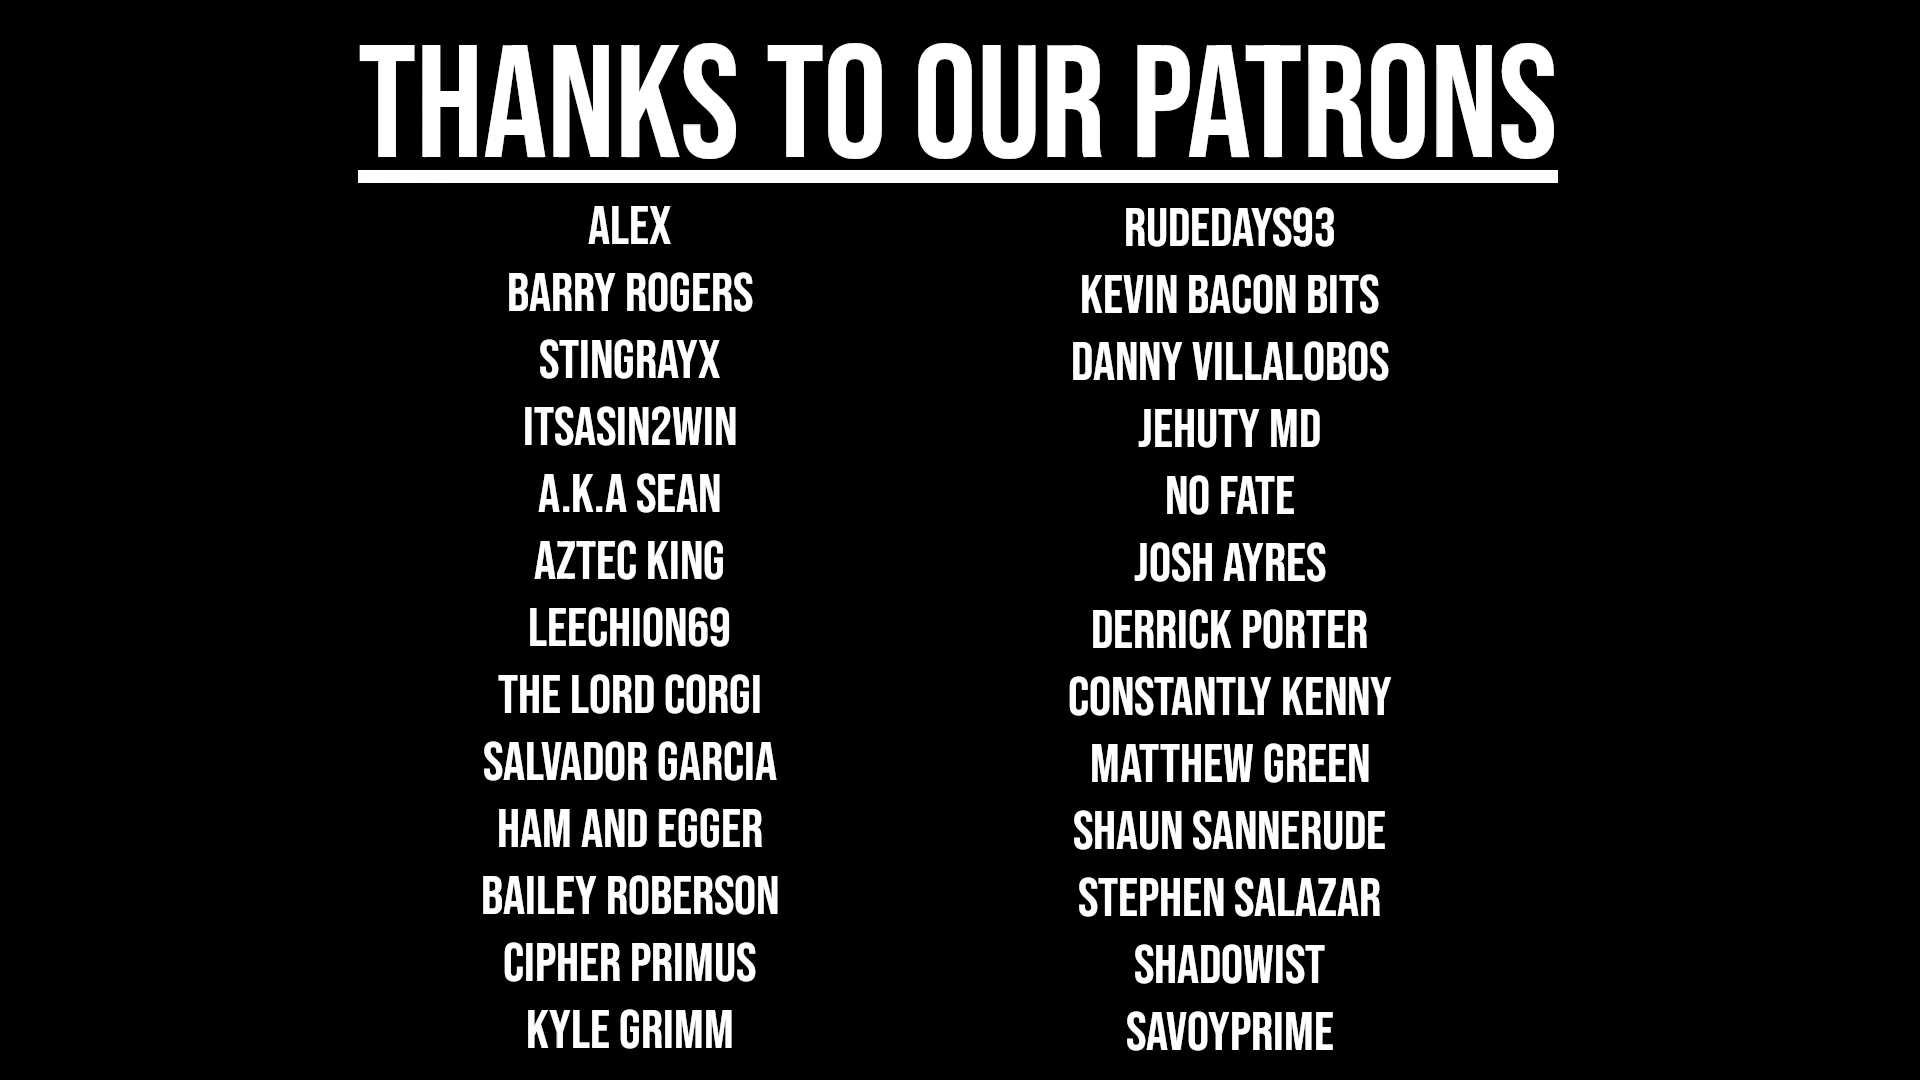 THANKS TO OUR PATRONS
ALEX
BARRY ROGERS
STINGRAYX
ITSASIN2WIN
A.K.A SEAN
AZTEC KING
LEECHION69
THE LORD CORGI
SALVADOR GARCIA
HAM AND EGGER
BAILEY ROBERSON
CIPHER PRIMUS
KYLE GRIMM
RUDEDAYS93
KEVIN BACON BITS
DANNY VILLALOBOS
JEHUTY MD
NO FATE
JOSH AYRES
DERRICK PORTER
CONSTANTLY KENNY
MATTHEW GREEN
SHAUN SANNERUDE
STEPHEN SALAZAR
SHADOWIST
SAVOYPRIME